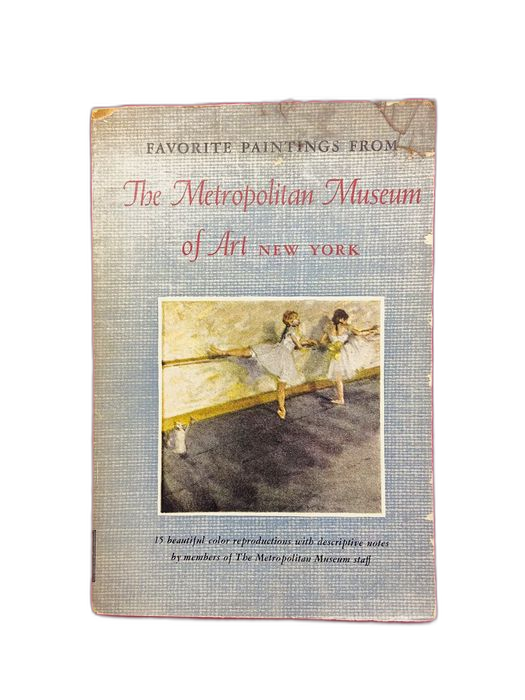 FAVORITE PAINTINGS FROM
The Metropolitan Museum
of Art NEW YORK
15 beautiful color reproductions with descriptive notes
by members of The Metropolitan Museum staff